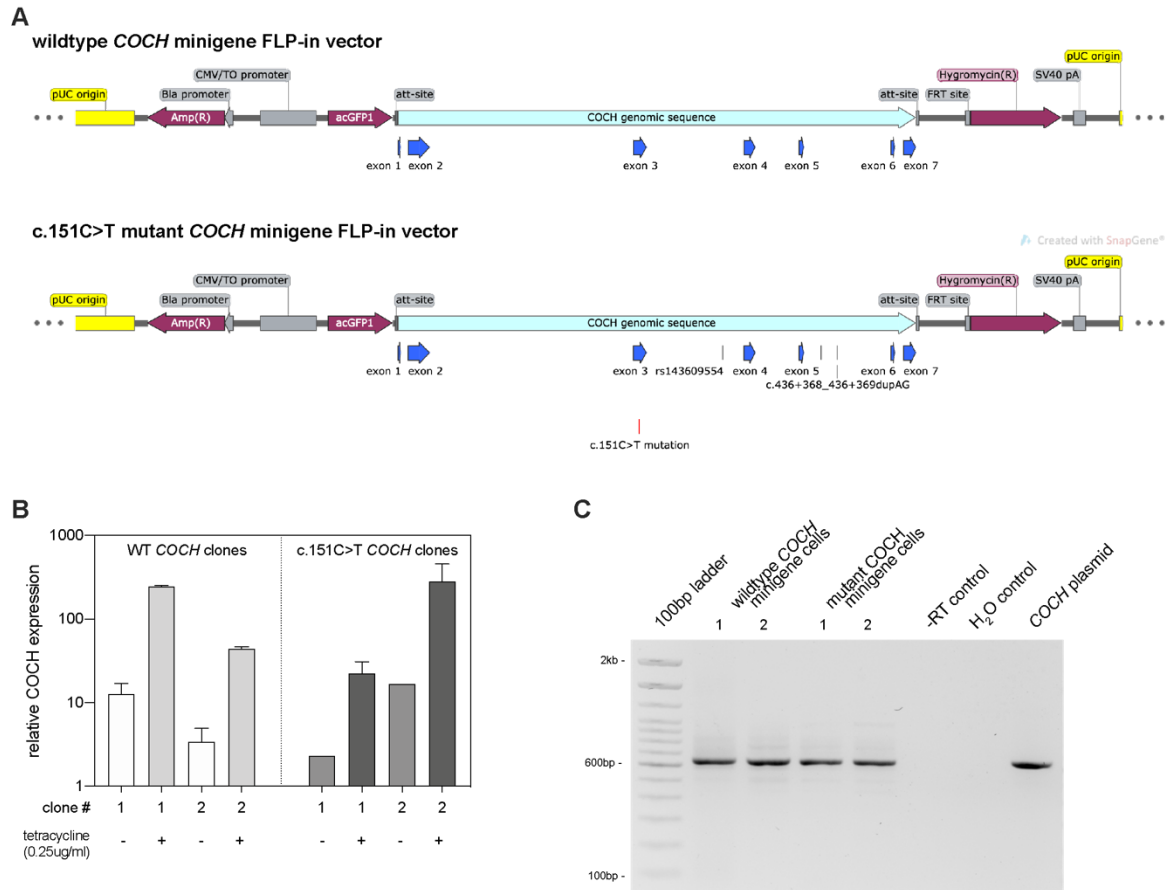 A
wildtype COCH minigene FLP-in vector
pUC origin
CMV/TO promoter
Hygromycin(R)
SV40 pA
pUC origin
Bla promoter
att-site
att-site
FRT site
Amp(R)
acGFP1
COCH genomic sequence
exon 1
exon 2
exon 3
exon 4
exon 5
exon 6
exon 7
c.151C>T mutant COCH minigene FLP-in vector
Created with SnapGene®
pUC origin
CMV/TO promoter
Hygromycin(R)
SV40 pA
pUC origin
Bla promoter
att-site
att-site
FRT site
Amp(R)
acGFP1
COCH genomic sequence
exon 1
exon 2
exon 3
rs143609554
exon 4
exon 5
exon 6
exon 7
c.436+368_436+369dupAG
c.151C>T mutation
B
relative COCH expression
1000
100
10
1
WT COCH clones
c.151C>T COCH clones
clone #
1 1 2 2 1 1 2 2
tetracycline
(0.25ug/ml)
- + - + - + - +
C
100bp ladder
wildtype COCH
minigene cells
mutant COCH
minigene cells
-RT control
H2O control
COCH plasmid
1 2 1 2
2kb -
600bp -
100bp -